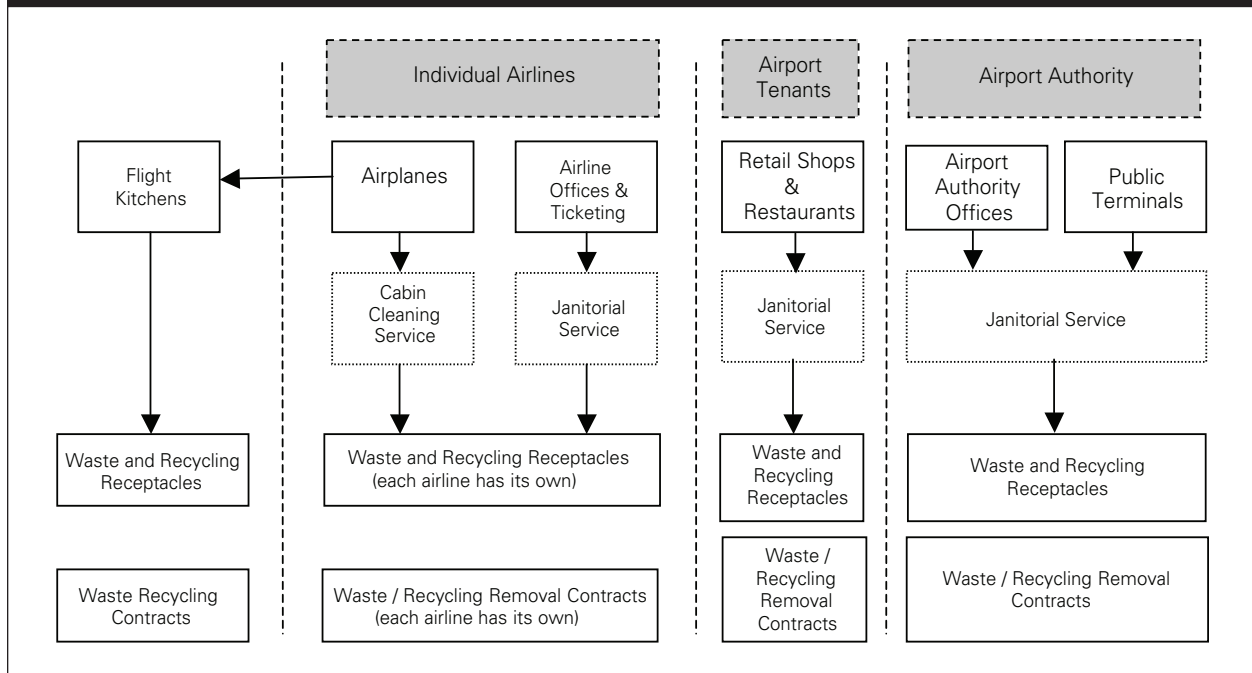 Individual Airlines
Airport
Tenants
Airport Authority
Flight
Kitchens
Airplanes
Airline
Offices &
Ticketing
Retail Shops
&
Restaurants
Airport
Authority
Offices
Public
Terminals
Cabin
Cleaning
Service
Janitorial
Service
Janitorial
Service
Janitorial Service
Waste and Recycling
Receptacles
Waste and Recycling Receptacles
(each airline has its own)
Waste and
Recycling
Receptacles
Waste and Recycling
Receptacles
Waste Recycling
Contracts
Waste / Recycling Removal Contracts
(each airline has its own)
Waste /
Recycling
Removal
Contracts
Waste / Recycling Removal
Contracts